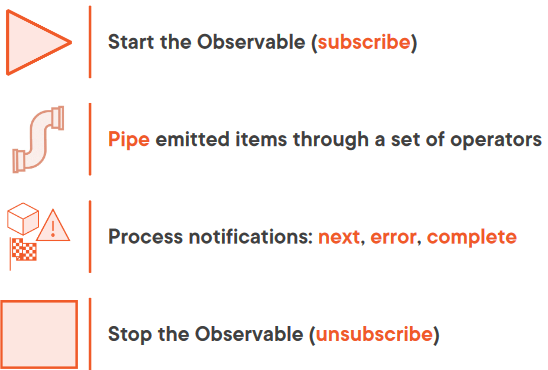 Start the Observable (subscribe)
Pipe emitted items through a set of operators
Process notifications: next, error, complete
Stop the Observable (unsubscribe)